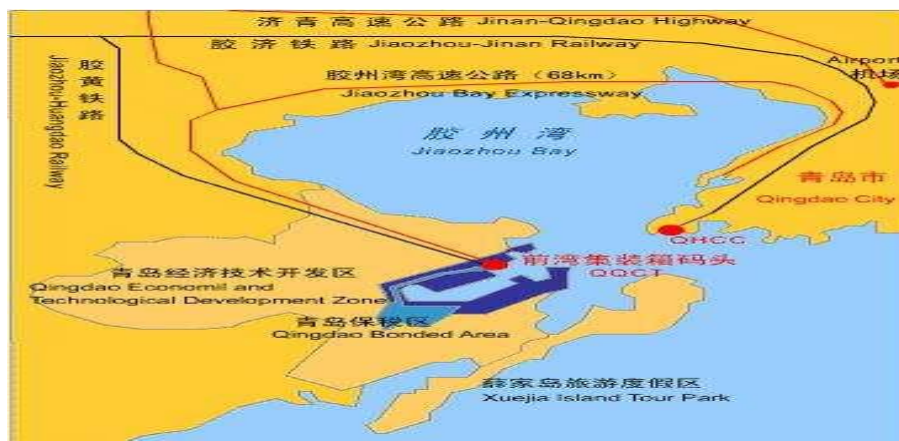 济青高速公路 Jinan-Qingdao Highway
胶济铁路 Jiaozhou-Jinan Railway
Airport
机场
胶州湾高速公路（68km）
Jiaozhou Bay Expressway
胶黄铁路
Jiaozhou-Huangdao Railway
胶州湾
Jiaozhou Bay
青岛市
Qingdao City
QHCC
前湾集装箱码头
QQCT
青岛经济技术开发区
Qingdao Economil and
Technological Development Zone
青岛保税区
Qingdao Bonded Area
薛家岛旅游度假区
Xuejia Island Tour Park